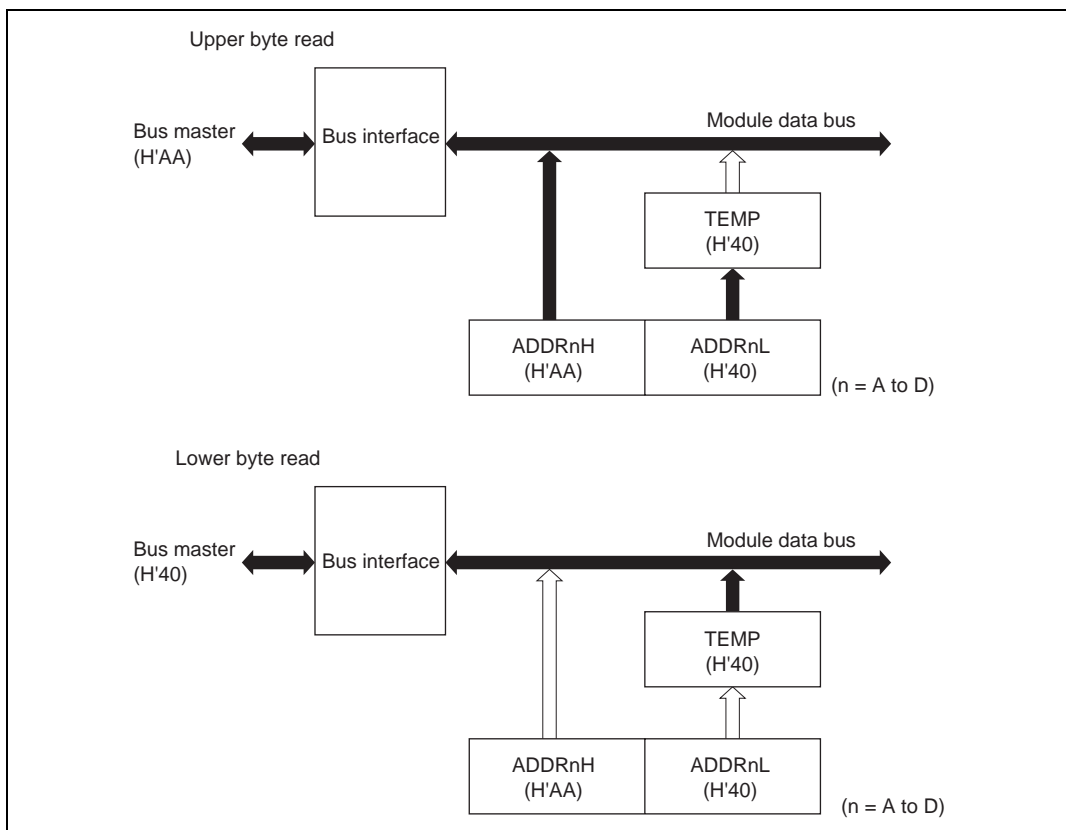 Upper byte read
Bus master
(H'AA)
Bus interface
Module data bus
TEMP
(H'40)
ADDRnH
(H'AA)
ADDRnL
(H'40)
(n = A to D)
Lower byte read
Bus master
(H'40)
Bus interface
Module data bus
TEMP
(H'40)
ADDRnH
(H'AA)
ADDRnL
(H'40)
(n = A to D)